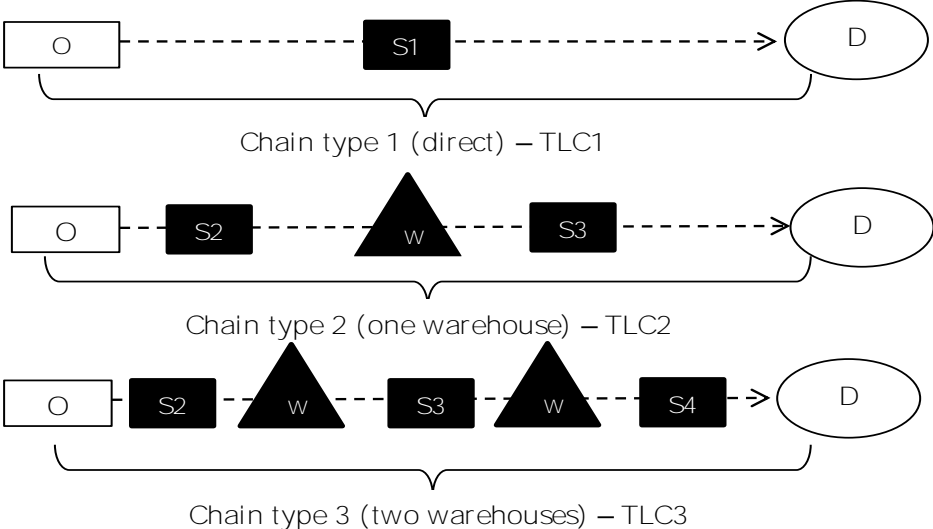 O S1 D
Chain type 1 (direct) – TLC1
O S2 W S3 D
Chain type 2 (one warehouse) – TLC2
O S2 W S3 W S4 D
Chain type 3 (two warehouses) – TLC3